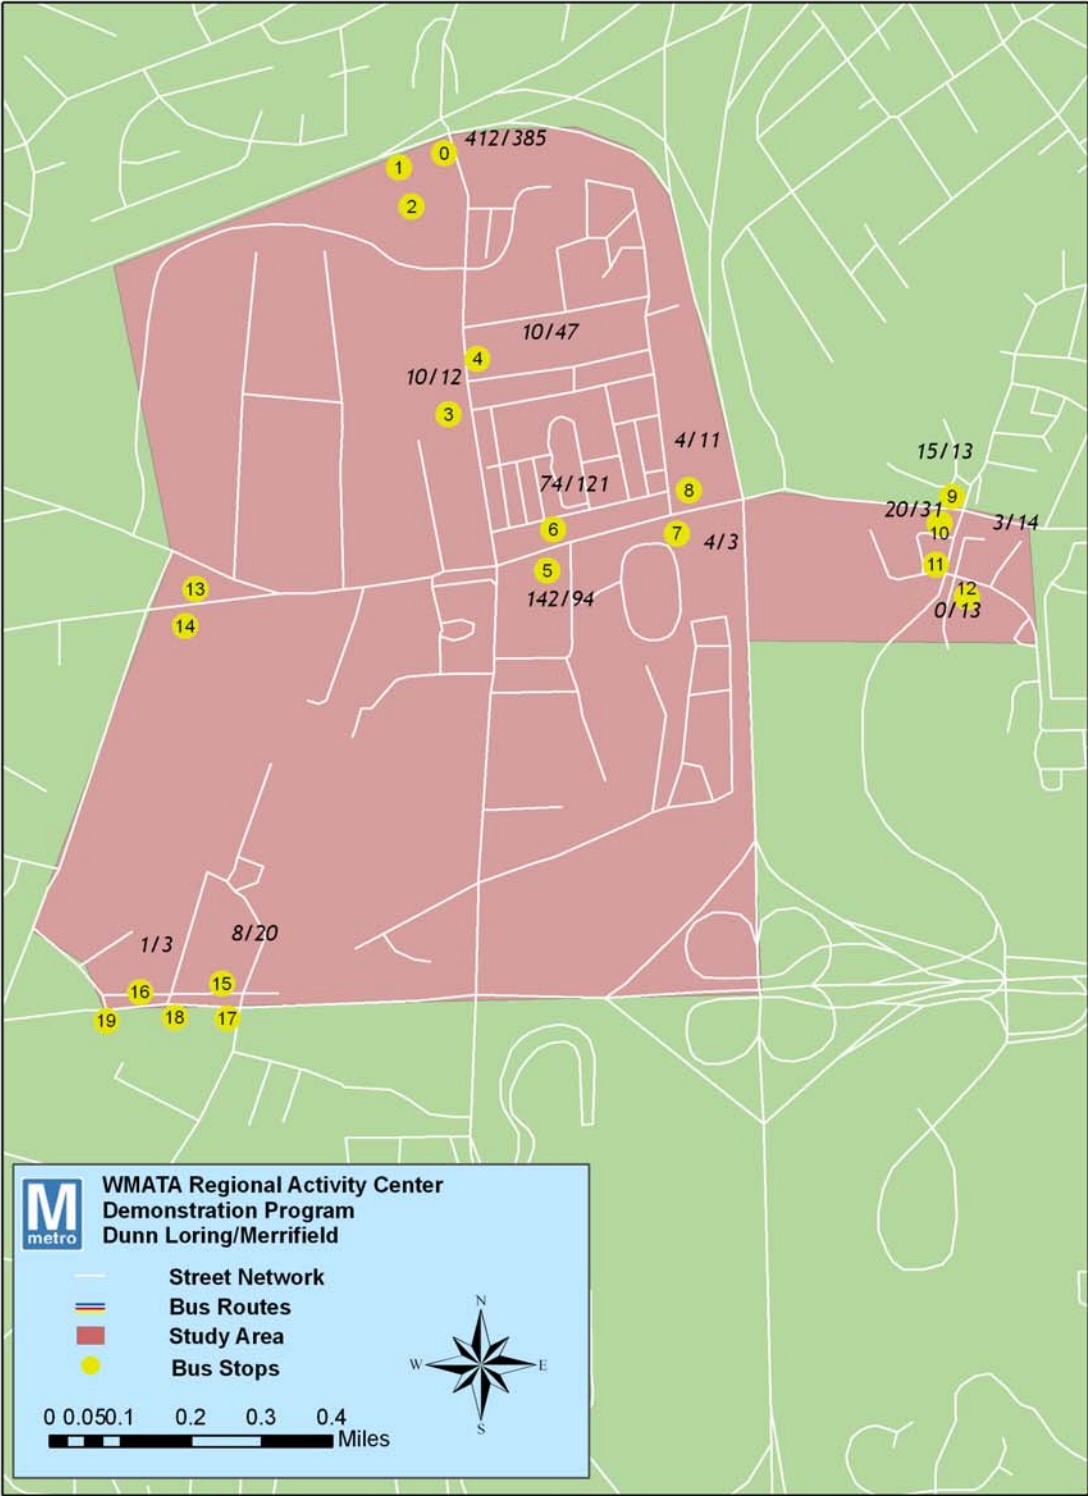 412/385
0
1
2
10/47
4
10/12
3
4/11
15/13
74/121
8
9
20/31
3/14
6
7
4/3
10
5
11
142/94
12
0/13
13
14
1/3
8/20
16
15
19
18
17
M
metro
WMATA Regional Activity Center
Demonstration Program
Dunn Loring/Merrifield
Street Network
Bus Routes
Study Area
Bus Stops
N
W
E
S
0 0.05 0.1 0.2 0.3 0.4
Miles